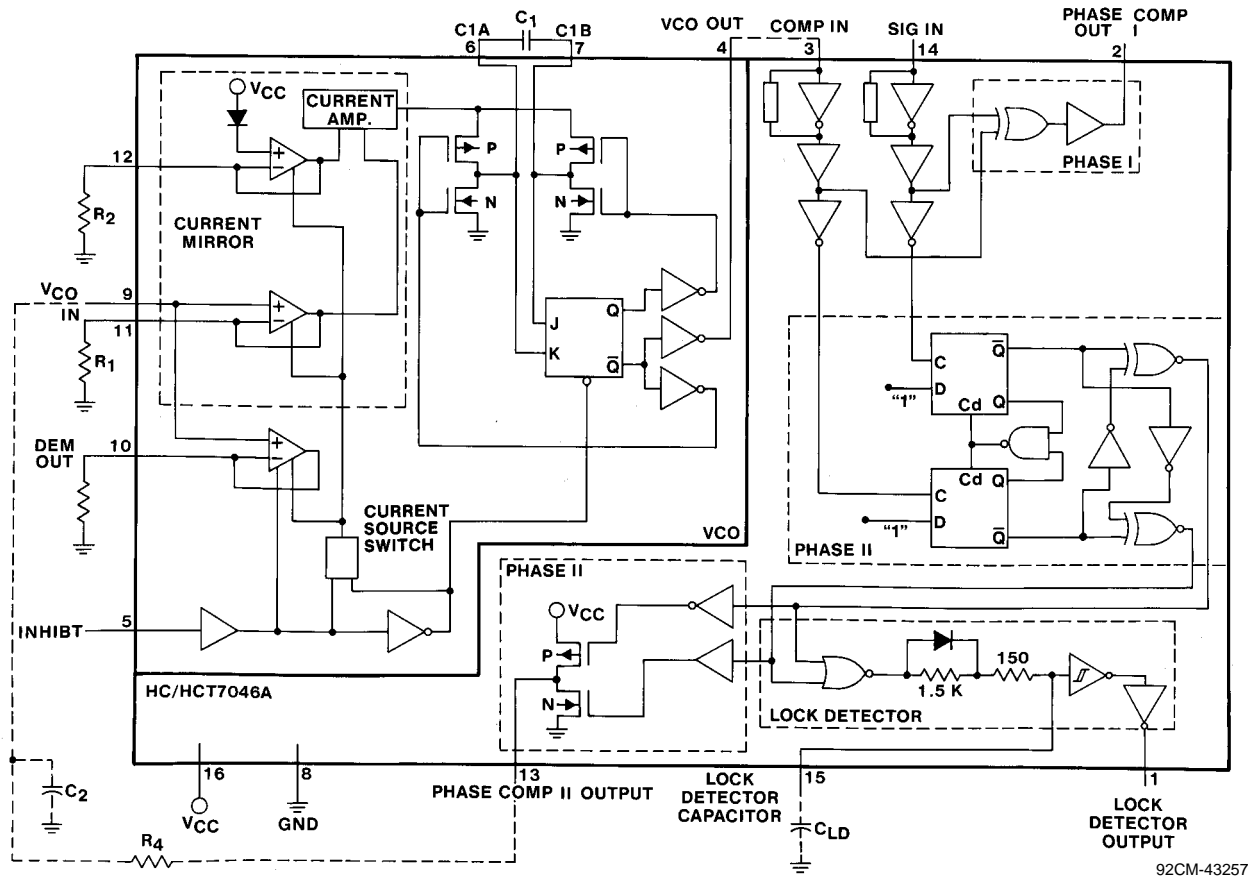 C1A
C1
C1B
6
7
VCO OUT
4
COMP IN
3
SIG IN
14
PHASE COMP
OUT I
2
VCC
CURRENT
AMP.
12
R2
CURRENT
MIRROR
P
P
N
N
PHASE I
VCO
IN
9
11
R1
J
K
Q
Q̅
DEM
OUT
10
CURRENT
SOURCE
SWITCH
VCO
C
D
"1"
Q̅
Q
Cd
Cd
Q
C
D
"1"
Q̅
PHASE II
PHASE II
VCC
P
N
INHIBT
5
HC/HCT7046A
1.5 K
150
LOCK DETECTOR
16
VCC
8
GND
13
PHASE COMP II OUTPUT
LOCK
DETECTOR
CAPACITOR
15
CLD
1
LOCK
DETECTOR
OUTPUT
C2
R4
92CM-43257